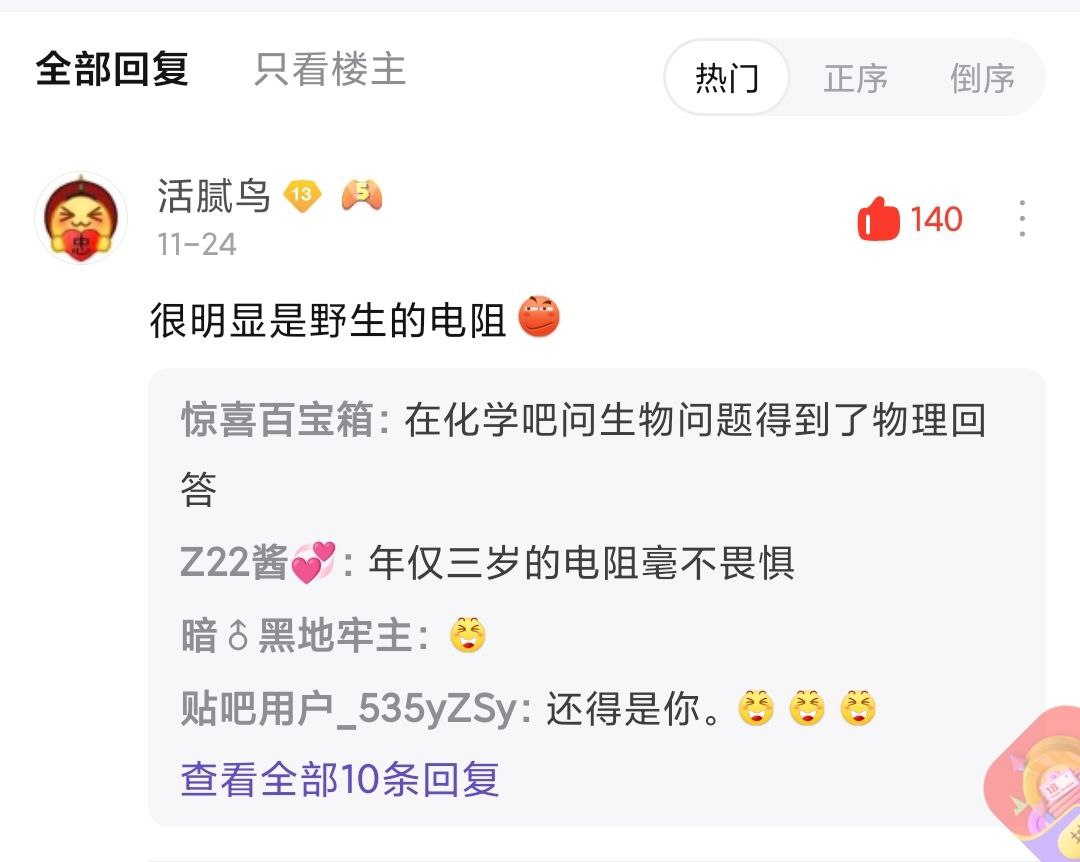 全部回复 只看楼主 热门 正序 倒序
活腻鸟 13 5
11-24
140
忠
很明显是野生的电阻
惊喜百宝箱：在化学吧问生物问题得到了物理回
答
Z22酱💞：年仅三岁的电阻毫不畏惧
暗♂黑地牢主：😆
贴吧用户_535yZSy：还得是你。😆😆😆
查看全部10条回复